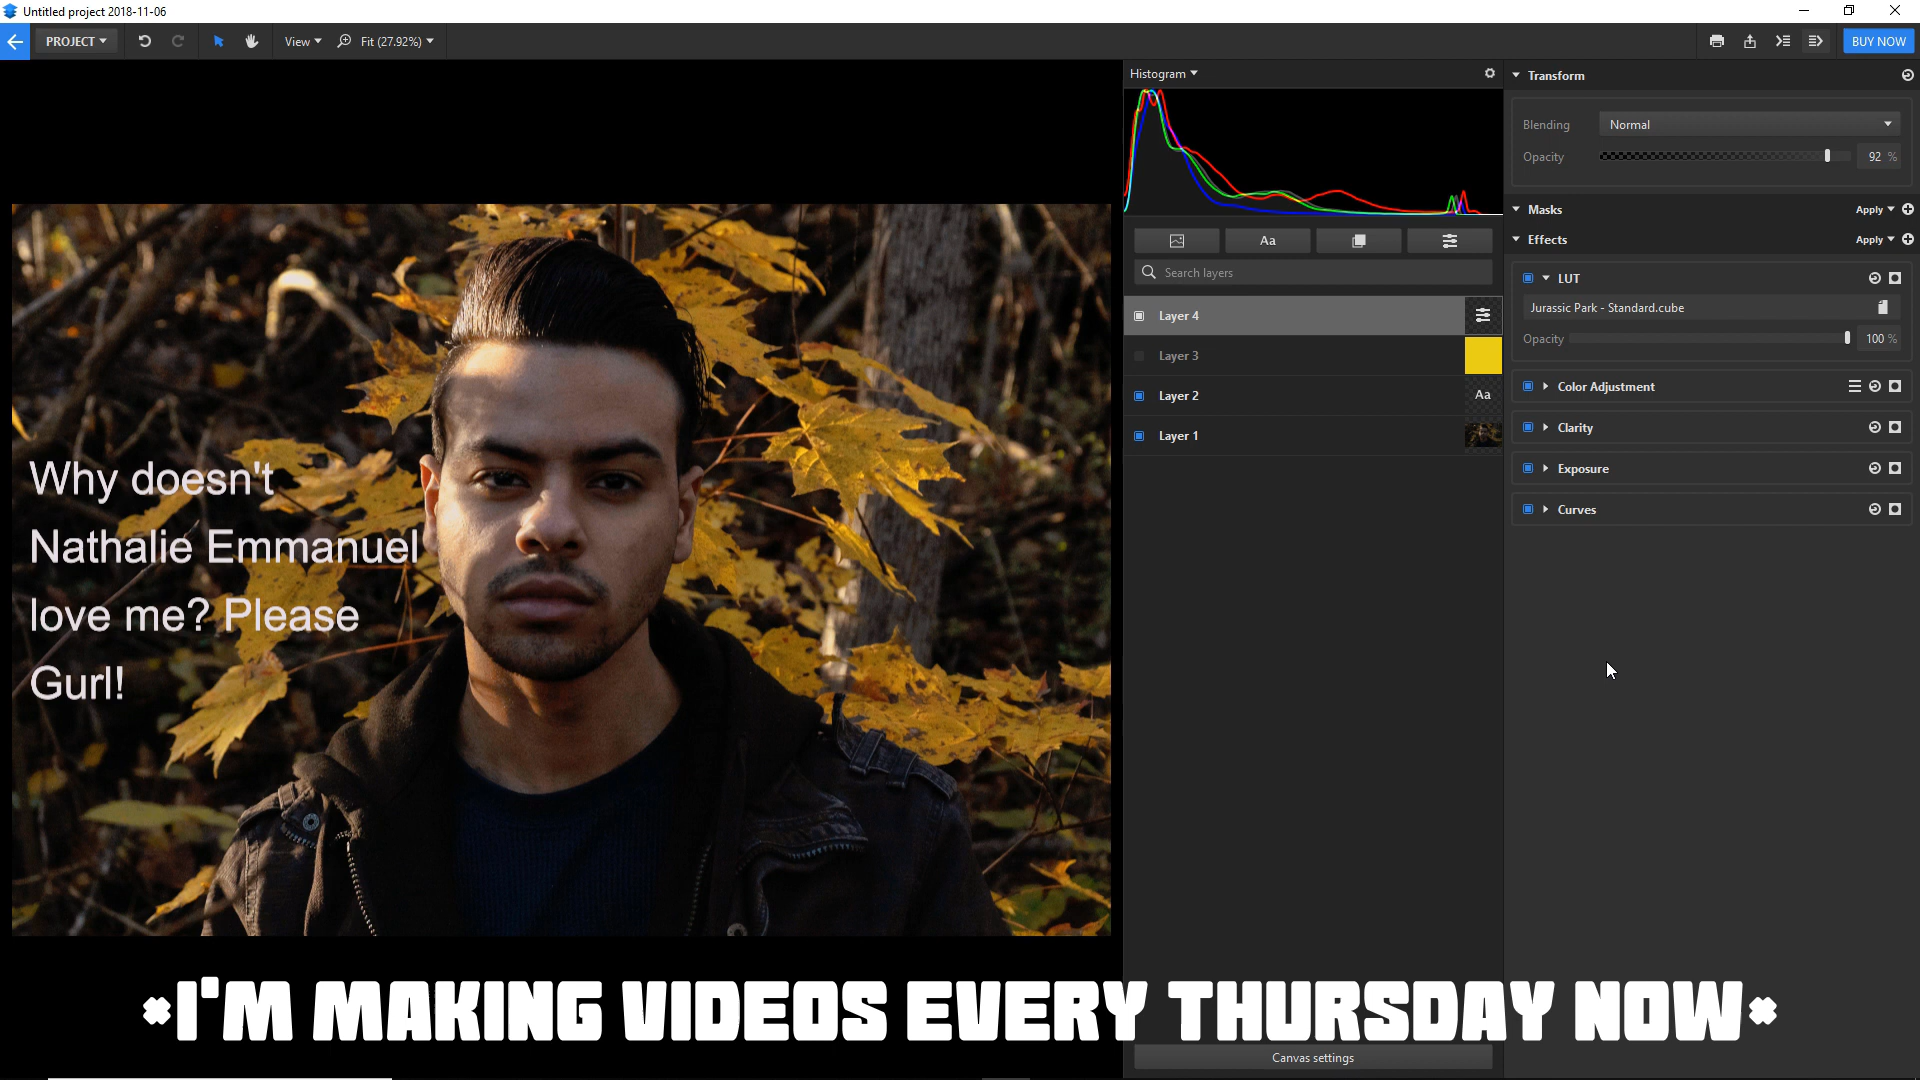 Untitled project 2018-11-06
PROJECT
View
Fit (27.92%)
BUY NOW
Histogram
Transform
Blending
Normal
Opacity
92 %
Masks
Apply
Effects
Apply
Aa
Search layers
LUT
Jurassic Park - Standard.cube
Opacity
100 %
Layer 4
Layer 3
Layer 2
Aa
Layer 1
Color Adjustment
Clarity
Exposure
Curves
Why doesn't
Nathalie Emmanuel
love me? Please
Gurl!
*I'M MAKING VIDEOS EVERY THURSDAY NOW*
Canvas settings